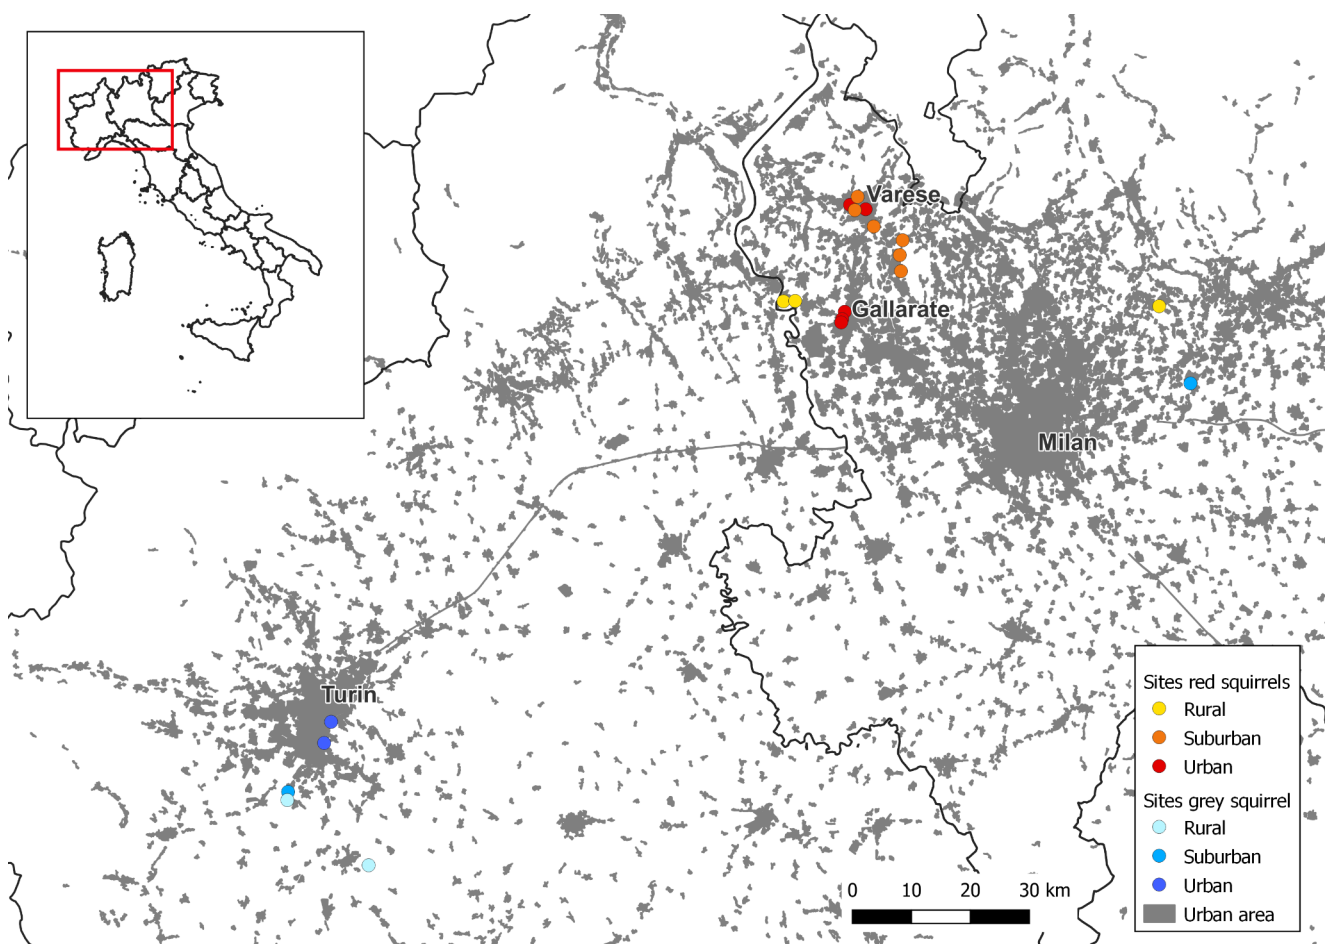 Varese
Gallarate
Milan
Turin
Sites red squirrels
Rural
Suburban
Urban
Sites grey squirrel
Rural
Suburban
Urban
Urban area
0 10 20 30 km